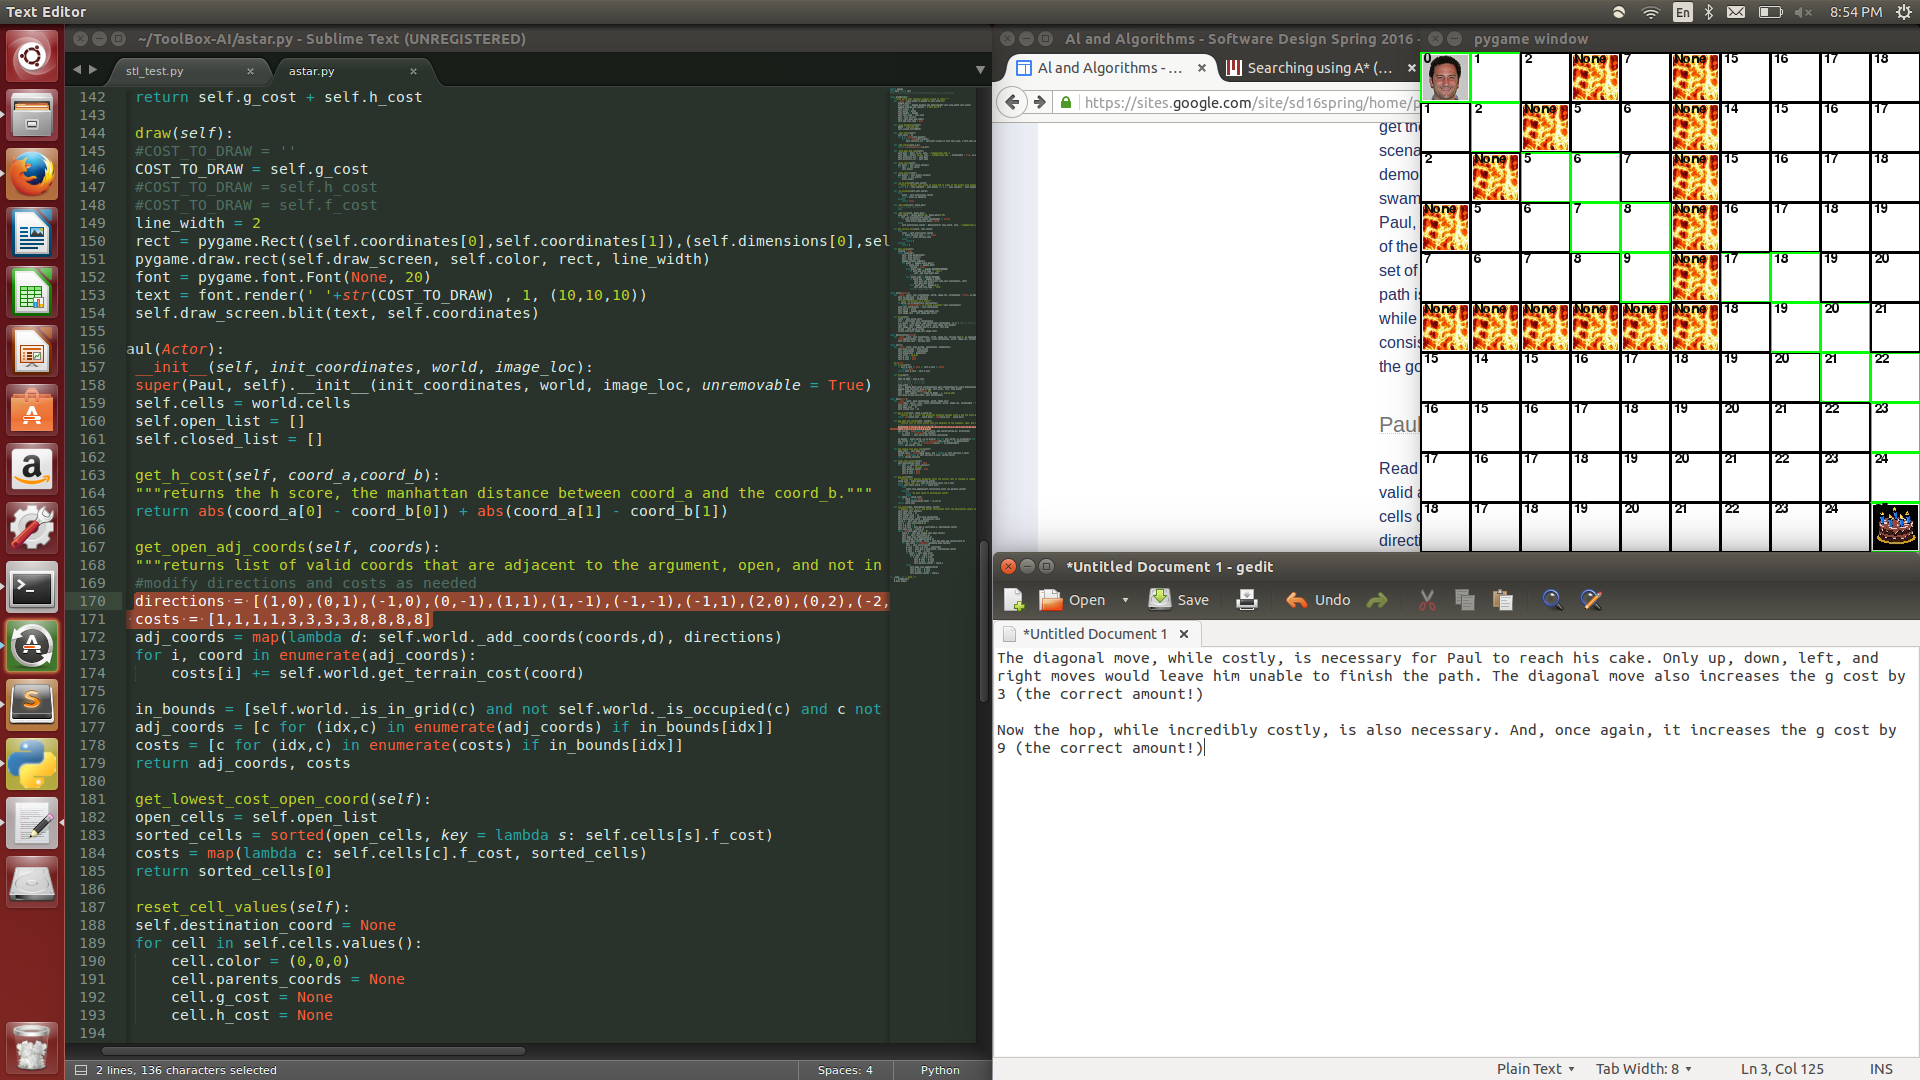 Text Editor
En
8:54 PM
~/ToolBox-AI/astar.py - Sublime Text (UNREGISTERED)
stl_test.py
astar.py
142 return self.g_cost + self.h_cost
143
144 draw(self):
145 #COST_TO_DRAW = ''
146 COST_TO_DRAW = self.g_cost
147 #COST_TO_DRAW = self.h_cost
148 #COST_TO_DRAW = self.f_cost
149 line_width = 2
150 rect = pygame.Rect((self.coordinates[0],self.coordinates[1]),(self.dimensions[0],sel
151 pygame.draw.rect(self.draw_screen, self.color, rect, line_width)
152 font = pygame.font.Font(None, 20)
153 text = font.render(' '+str(COST_TO_DRAW) , 1, (10,10,10))
154 self.draw_screen.blit(text, self.coordinates)
155
156 aul(Actor):
157 __init__(self, init_coordinates, world, image_loc):
158 super(Paul, self).__init__(init_coordinates, world, image_loc, unremovable = True)
159 self.cells = world.cells
160 self.open_list = []
161 self.closed_list = []
162
163 get_h_cost(self, coord_a,coord_b):
164 """returns the h score, the manhattan distance between coord_a and the coord_b."""
165 return abs(coord_a[0] - coord_b[0]) + abs(coord_a[1] - coord_b[1])
166
167 get_open_adj_coords(self, coords):
168 """returns list of valid coords that are adjacent to the argument, open, and not in
169 #modify directions and costs as needed
170 directions = [(1,0),(0,1),(-1,0),(0,-1),(1,1),(1,-1),(-1,-1),(-1,1),(2,0),(0,2),(-2,
171 costs = [1,1,1,1,3,3,3,3,8,8,8,8]
172 adj_coords = map(lambda d: self.world._add_coords(coords,d), directions)
173 for i, coord in enumerate(adj_coords):
174 costs[i] += self.world.get_terrain_cost(coord)
175
176 in_bounds = [self.world._is_in_grid(c) and not self.world._is_occupied(c) and c not
177 adj_coords = [c for (idx,c) in enumerate(adj_coords) if in_bounds[idx]]
178 costs = [c for (idx,c) in enumerate(costs) if in_bounds[idx]]
179 return adj_coords, costs
180
181 get_lowest_cost_open_coord(self):
182 open_cells = self.open_list
183 sorted_cells = sorted(open_cells, key = lambda s: self.cells[s].f_cost)
184 costs = map(lambda c: self.cells[c].f_cost, sorted_cells)
185 return sorted_cells[0]
186
187 reset_cell_values(self):
188 self.destination_coord = None
189 for cell in self.cells.values():
190 cell.color = (0,0,0)
191 cell.parents_coords = None
192 cell.g_cost = None
193 cell.h_cost = None
194
2 lines, 136 characters selected
Spaces: 4
Python
AI and Algorithms - Software Design Spring 2016 -
AI and Algorithms - ...
Searching using A* (...
https://sites.google.com/site/sd16spring/home/p
get the
scena
demo
swam
Paul,
of the
set of
path is
while
consis
the go
Paul
Read
valid a
cells o
directi
pygame window
0 1 2 None 7 None 15 16 17 18
1 2 None 5 6 None 15 16 16 17
2 None 5 6 7 None 15 16 17 18
None 5 6 7 8 None 16 17 18 19
7 6 7 8 9 None 17 18 19 20
None None None None None None 18 19 20 21
15 14 15 16 17 18 19 20 21 22
16 15 16 17 18 19 20 21 22 23
17 16 17 18 19 20 21 22 23 24
18 17 18 19 20 21 22 23 24
*Untitled Document 1 - gedit
Open
Save
Undo
*Untitled Document 1
The diagonal move, while costly, is necessary for Paul to reach his cake. Only up, down, left, and
right moves would leave him unable to finish the path. The diagonal move also increases the g cost by
3 (the correct amount!)
Now the hop, while incredibly costly, is also necessary. And, once again, it increases the g cost by
9 (the correct amount!)
Plain Text
Tab Width: 8
Ln 3, Col 125
INS